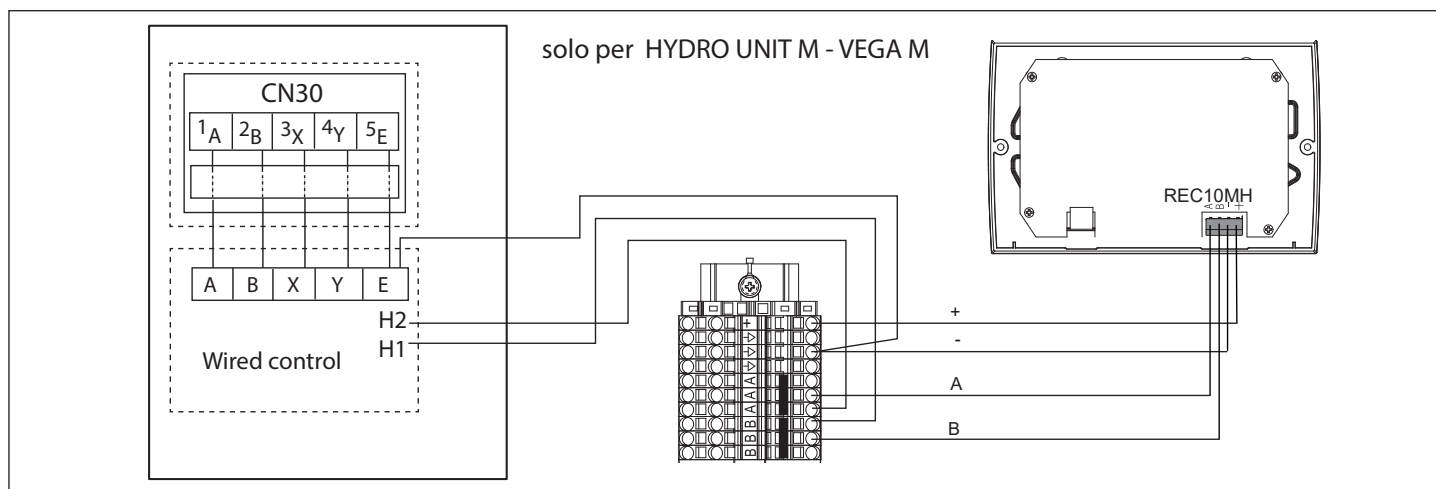 solo per HYDRO UNIT M - VEGA M
CN30
1A 2B 3X 4Y 5E
A B X Y E
H2
H1
Wired control
REC10MH
A B - +
+
-
A
B
+
A
A
A
B
B
B